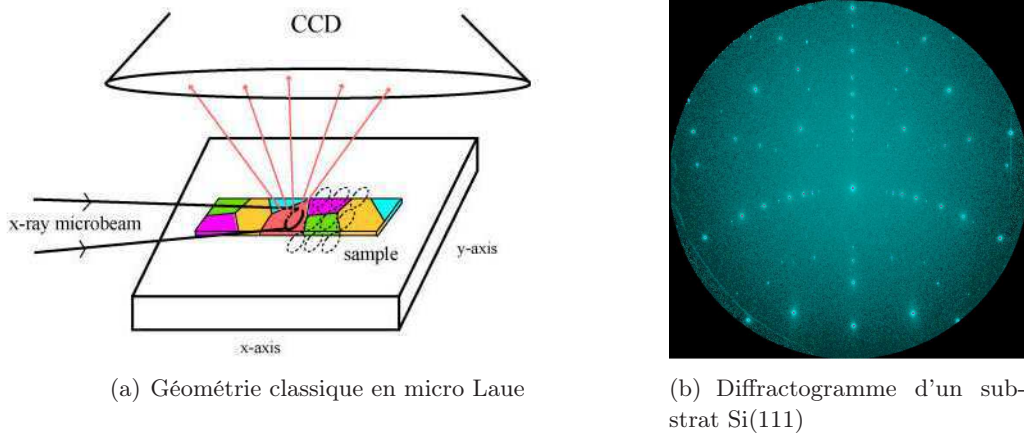 CCD
x-ray microbeam
sample
y-axis
x-axis
(a) Géométrie classique en micro Laue
(b) Diffractogramme d'un sub-
strat Si(111)